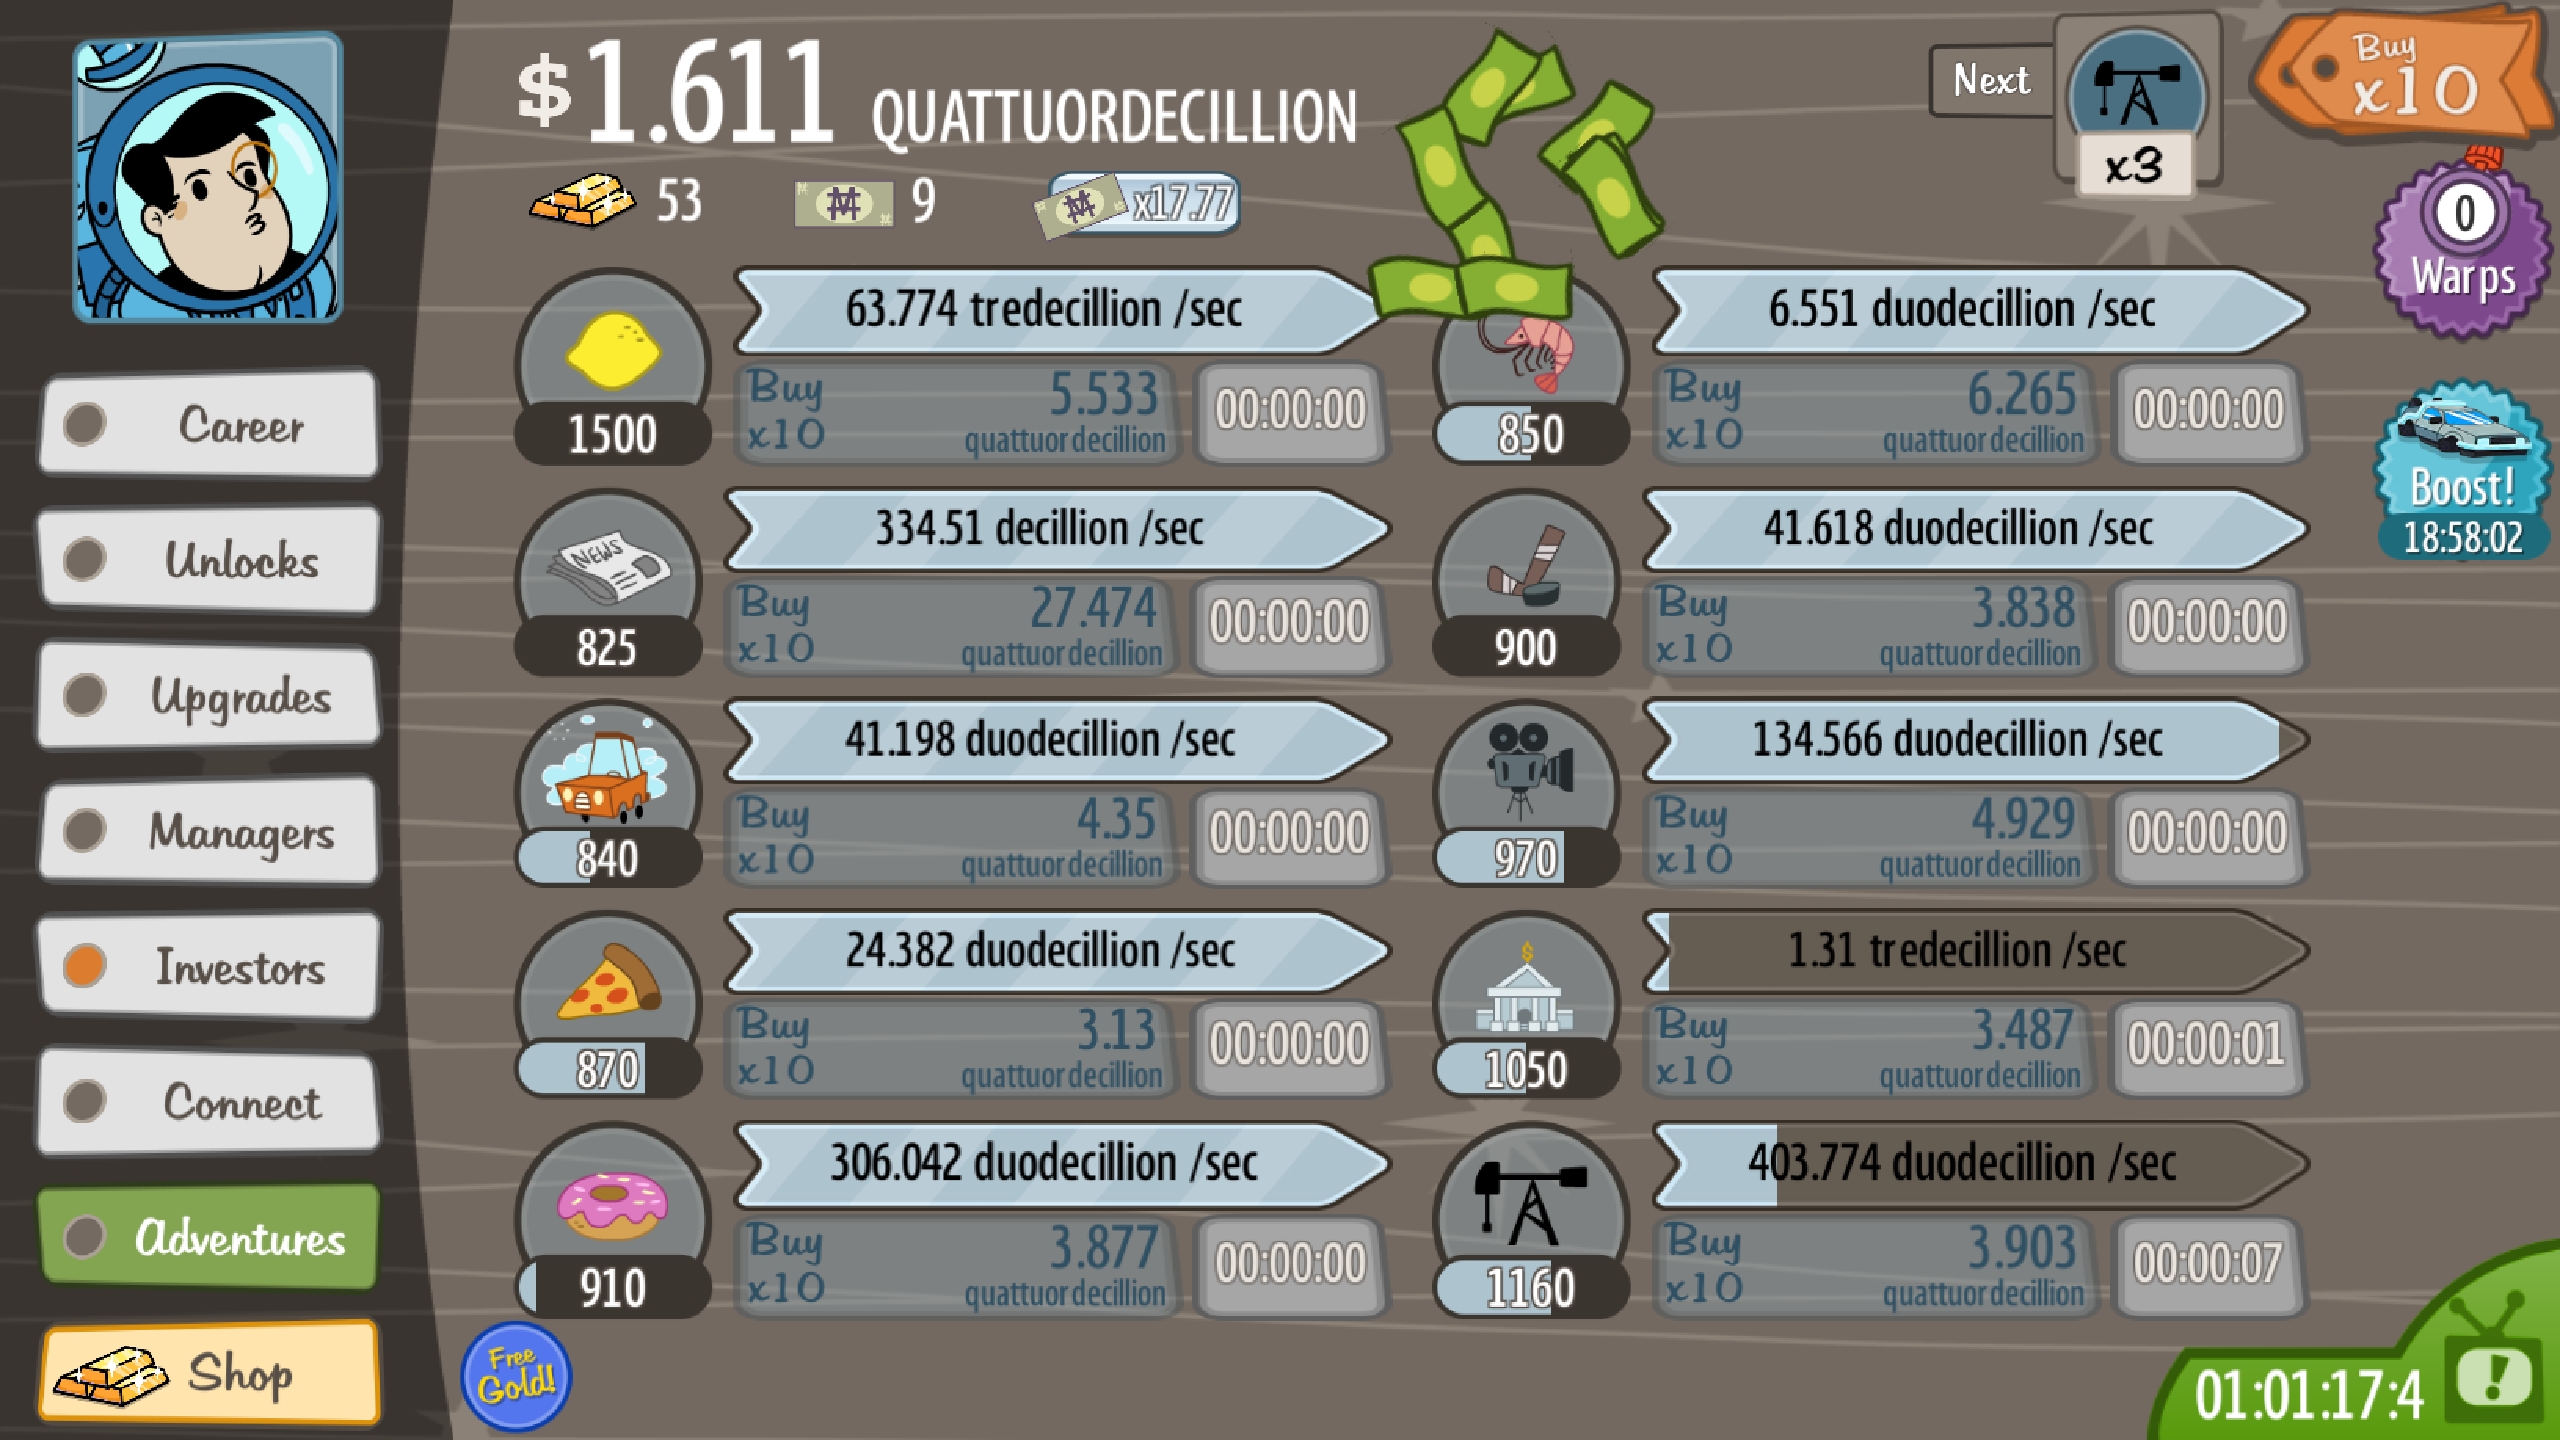 $1.611 QUATTUORDECILLION
53 9 x17.77
Next
x3
Buy
x10
0
Warps
Boost!
18:58:02
Career
Unlocks
Upgrades
Managers
Investors
Connect
Adventures
Shop
63.774 tredecillion /sec
1500
Buy x10
5.533 quattuordecillion
00:00:00
NEWS
334.51 decillion /sec
825
Buy x10
27.474 quattuordecillion
00:00:00
41.198 duodecillion /sec
840
Buy x10
4.35 quattuordecillion
00:00:00
24.382 duodecillion /sec
870
Buy x10
3.13 quattuordecillion
00:00:00
306.042 duodecillion /sec
910
Buy x10
3.877 quattuordecillion
00:00:00
6.551 duodecillion /sec
850
Buy x10
6.265 quattuordecillion
00:00:00
41.618 duodecillion /sec
900
Buy x10
3.838 quattuordecillion
00:00:00
134.566 duodecillion /sec
970
Buy x10
4.929 quattuordecillion
00:00:00
1.31 tredecillion /sec
1050
Buy x10
3.487 quattuordecillion
00:00:01
403.774 duodecillion /sec
1160
Buy x10
3.903 quattuordecillion
00:00:07
Free
Gold!
01:01:17:4